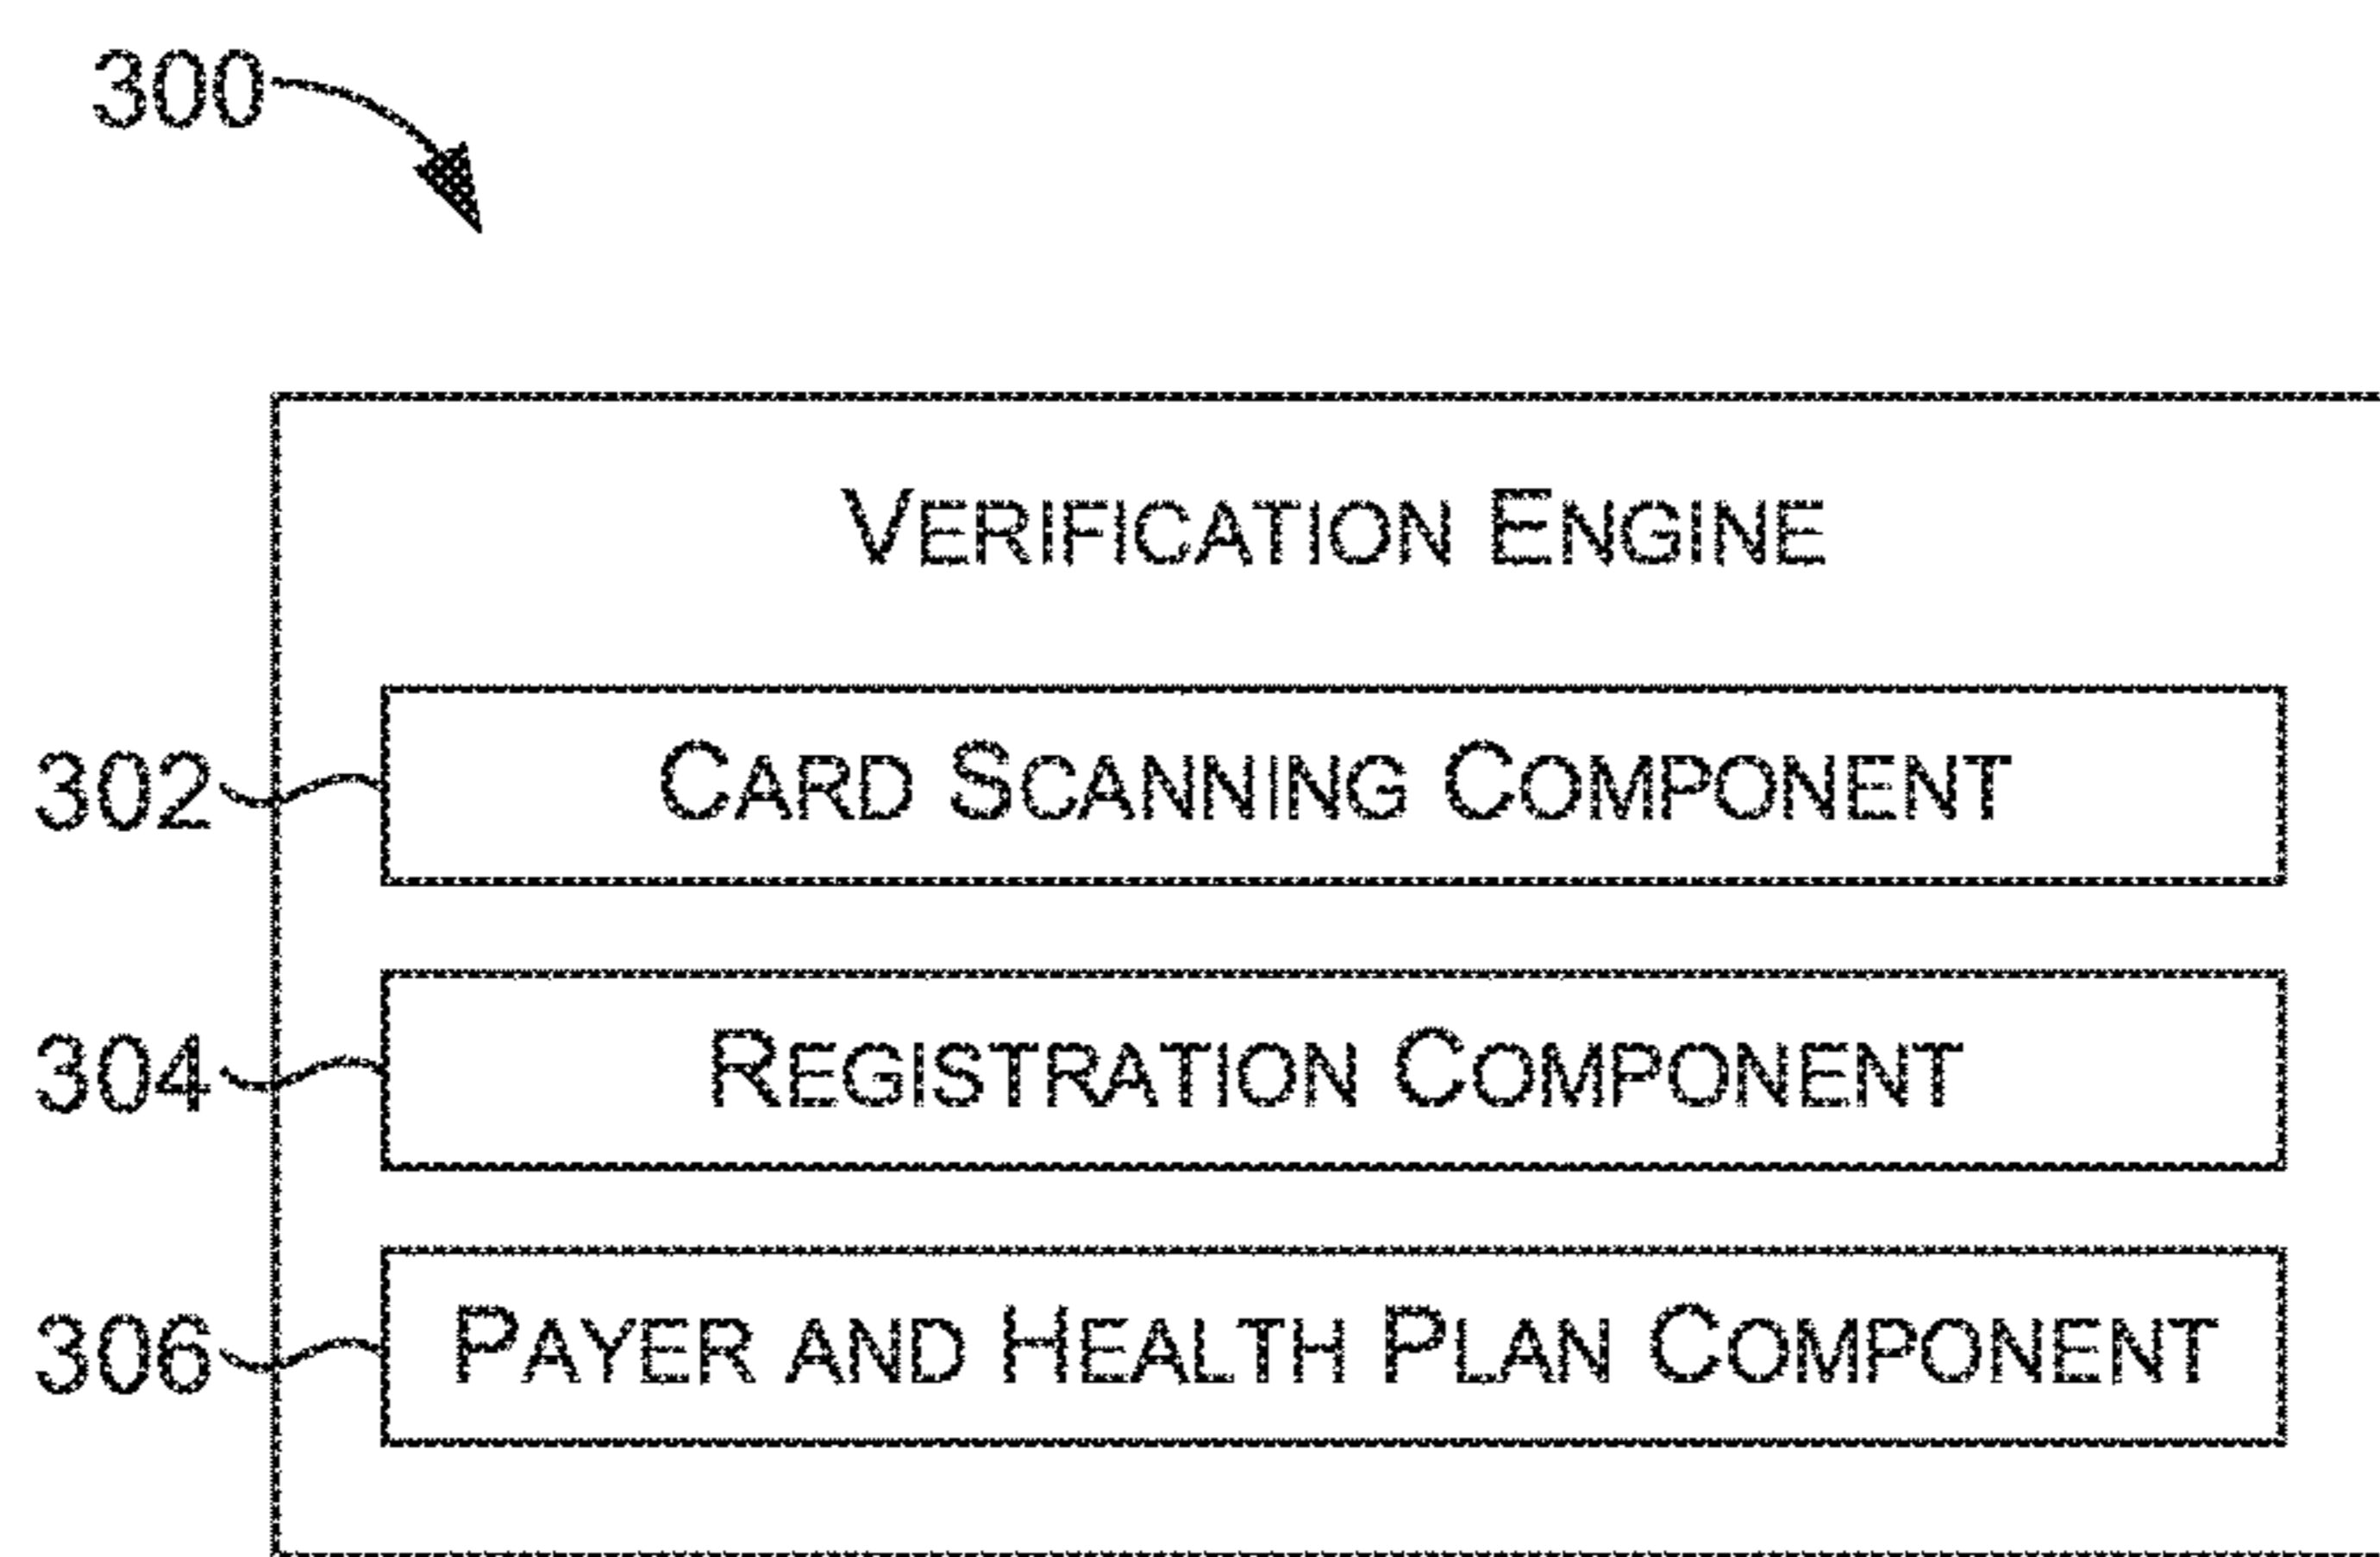 300
VERIFICATION ENGINE
302 CARD SCANNING COMPONENT
304 REGISTRATION COMPONENT
306 PAYER AND HEALTH PLAN COMPONENT